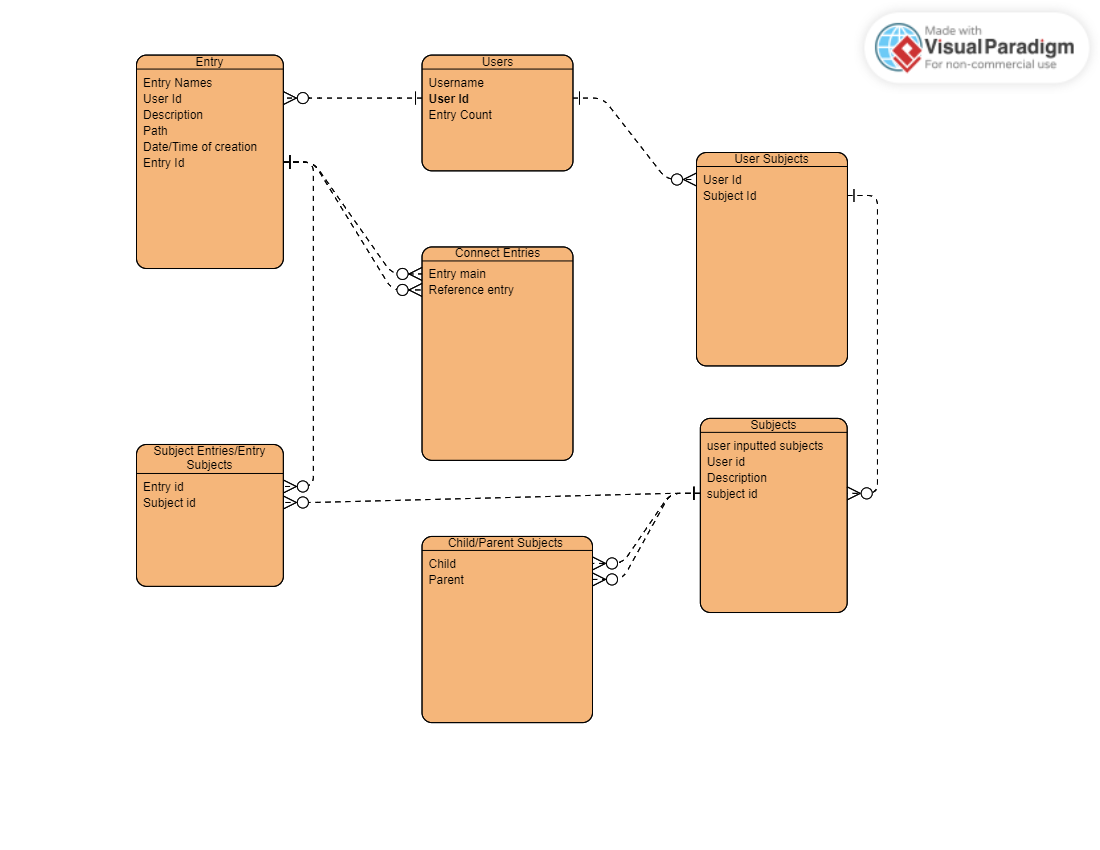 Made with
Visual Paradigm
For non-commercial use
Entry
Entry Names
User Id
Description
Path
Date/Time of creation
Entry Id
Users
Username
User Id
Entry Count
User Subjects
User Id
Subject Id
Connect Entries
Entry main
Reference entry
Subject Entries/Entry
Subjects
Entry id
Subject id
Subjects
user inputted subjects
User id
Description
subject id
Child/Parent Subjects
Child
Parent